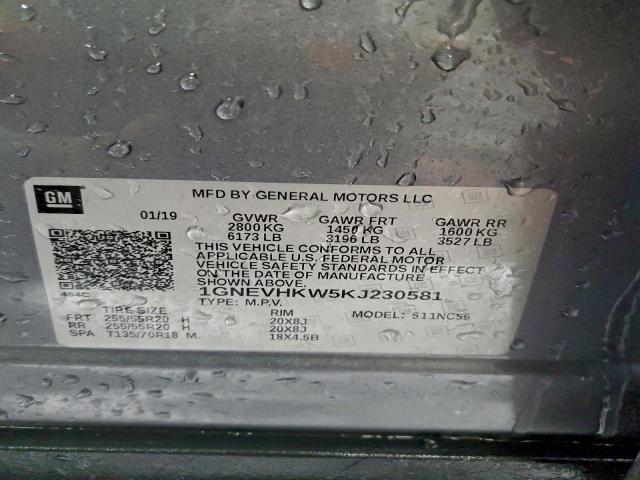 GM
MFD BY GENERAL MOTORS LLC
01/19 GVWR GAWR FRT GAWR RR
2800 KG 1450 KG 1600 KG
6173 LB 3196 LB 3527 LB
THIS VEHICLE CONFORMS TO ALL
APPLICABLE U.S. FEDERAL MOTOR
VEHICLE SAFETY STANDARDS IN
EFFECT ON THE DATE OF MANUFACTURE
SHOWN ABOVE.
464C 1GNEVHKW5KJ230581
TYPE: M.P.V.
TIRE SIZE RIM MODEL: 511NC56
FRT 255/55R20 H 20X8J
RR 255/55R20 H 20X8J
SPA T135/70R18 M 18X4.5B